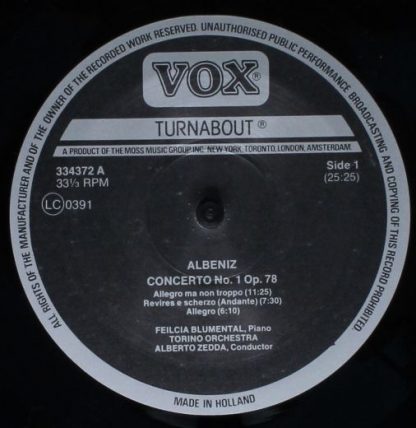 ALL RIGHTS OF THE MANUFACTURER AND OF THE OWNER OF THE RECORDED WORK RESERVED. UNAUTHORISED PUBLIC PERFORMANCE BROADCASTING AND COPYING OF THIS RECORD PROHIBITED.
VOX®
TURNABOUT®
A PRODUCT OF THE MOSS MUSIC GROUP INC. NEW YORK, TORONTO, LONDON, AMSTERDAM.
334372 A Side 1
33⅓ RPM (25:25)
LC 0391
ALBENIZ
CONCERTO No. 1 Op. 78
Allegro ma non troppo (11:25)
Revires e scherzo (Andante) (7:30)
Allegro (6:10)
FEILCIA BLUMENTAL, Piano
TORINO ORCHESTRA
ALBERTO ZEDDA, Conductor
MADE IN HOLLAND